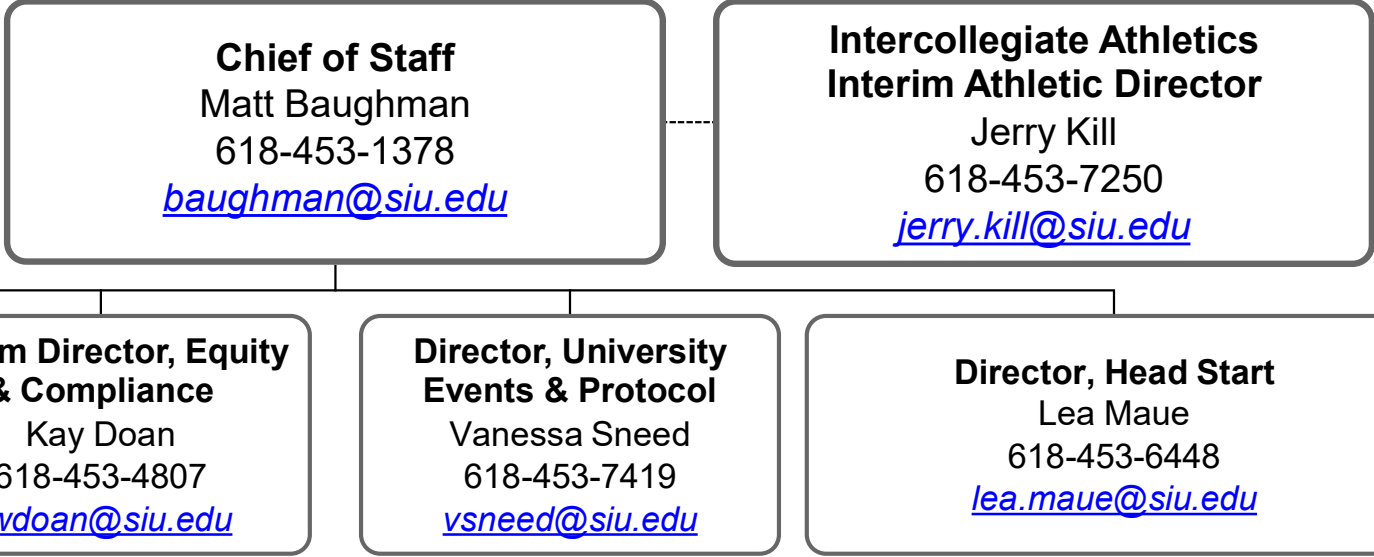 Chief of Staff
Matt Baughman
618-453-1378
baughman@siu.edu
Intercollegiate Athletics
Interim Athletic Director
Jerry Kill
618-453-7250
jerry.kill@siu.edu
Director, Equity
& Compliance
Kay Doan
618-453-4807
Director, University
Events & Protocol
Vanessa Sneed
618-453-7419
vsneed@siu.edu
Director, Head Start
Lea Maue
618-453-6448
lea.maue@siu.edu